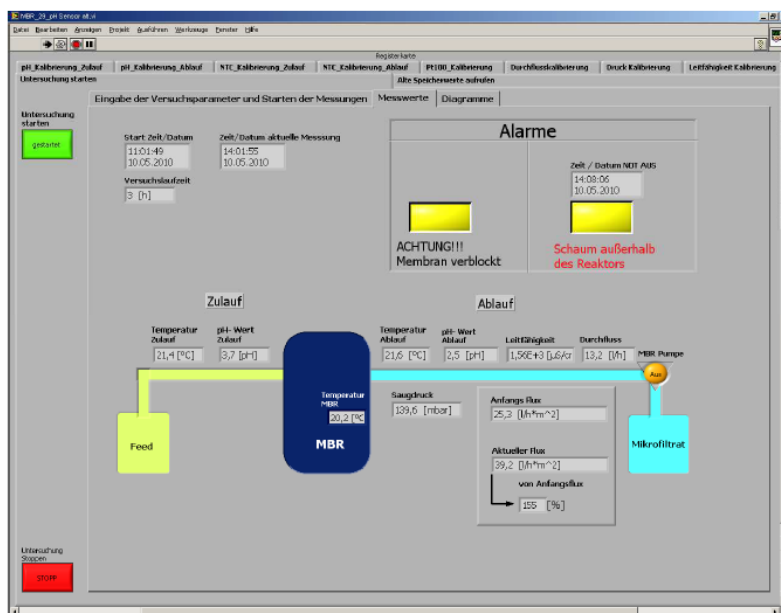 MBR_29_pH Sensor alt.vi
Datei Bearbeiten Anzeigen Projekt Ausführen Werkzeuge Fenster Hilfe
Registerkarte
pH_Kalibrierung_Zulauf pH_Kalibrierung_Ablauf NTC_Kalibrierung_Zulauf NTC_Kalibrierung_Ablauf Pt100_Kalibrierung Durchflusskalibrierung Druck Kalibrierung Leitfähigkeit Kalibrierung
Untersuchung starten Alte Speicherwerte aufrufen
Eingabe der Versuchsparameter und Starten der Messungen Messwerte Diagramme
Untersuchung
starten
gestartet
Start Zeit/Datum
11:01:49
10.05.2010
Zeit/Datum aktuelle Messsung
14:01:55
10.05.2010
Versuchslaufzeit
3 [h]
Alarme
Zeit / Datum NOT AUS
14:08:06
10.05.2010
ACHTUNG!!!
Membran verblockt
Schaum außerhalb
des Reaktors
Zulauf
Ablauf
Temperatur
Zulauf
21,4 [°C]
pH- Wert
Zulauf
3,7 [pH]
Temperatur
Ablauf
21,6 [°C]
pH- Wert
Ablauf
2,5 [pH]
Leitfähigkeit
1,56E+3 [µS/cr
Durchfluss
13,2 [l/h]
MBR Pumpe
Aus
Temperatur
MBR
20,2 [°C
MBR
Saugdruck
139,6 [mbar]
Anfangs Flux
25,3 [l/h*m^2]
Aktueller Flux
39,2 [l/h*m^2]
von Anfangsflux
155 [%]
Feed
Mikrofiltrat
Untersuchung
Stoppen
STOPP